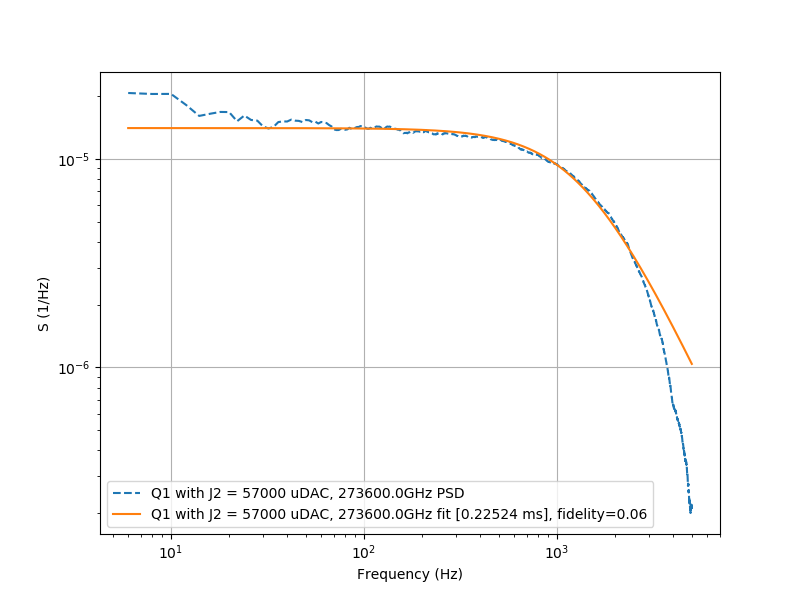 10⁻⁵
10⁻⁶
S (1/Hz)
Q1 with J2 = 57000 uDAC, 273600.0GHz PSD
Q1 with J2 = 57000 uDAC, 273600.0GHz fit [0.22524 ms], fidelity=0.06
10¹ 10² 10³
Frequency (Hz)